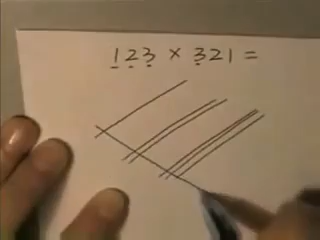 123 × 321 =